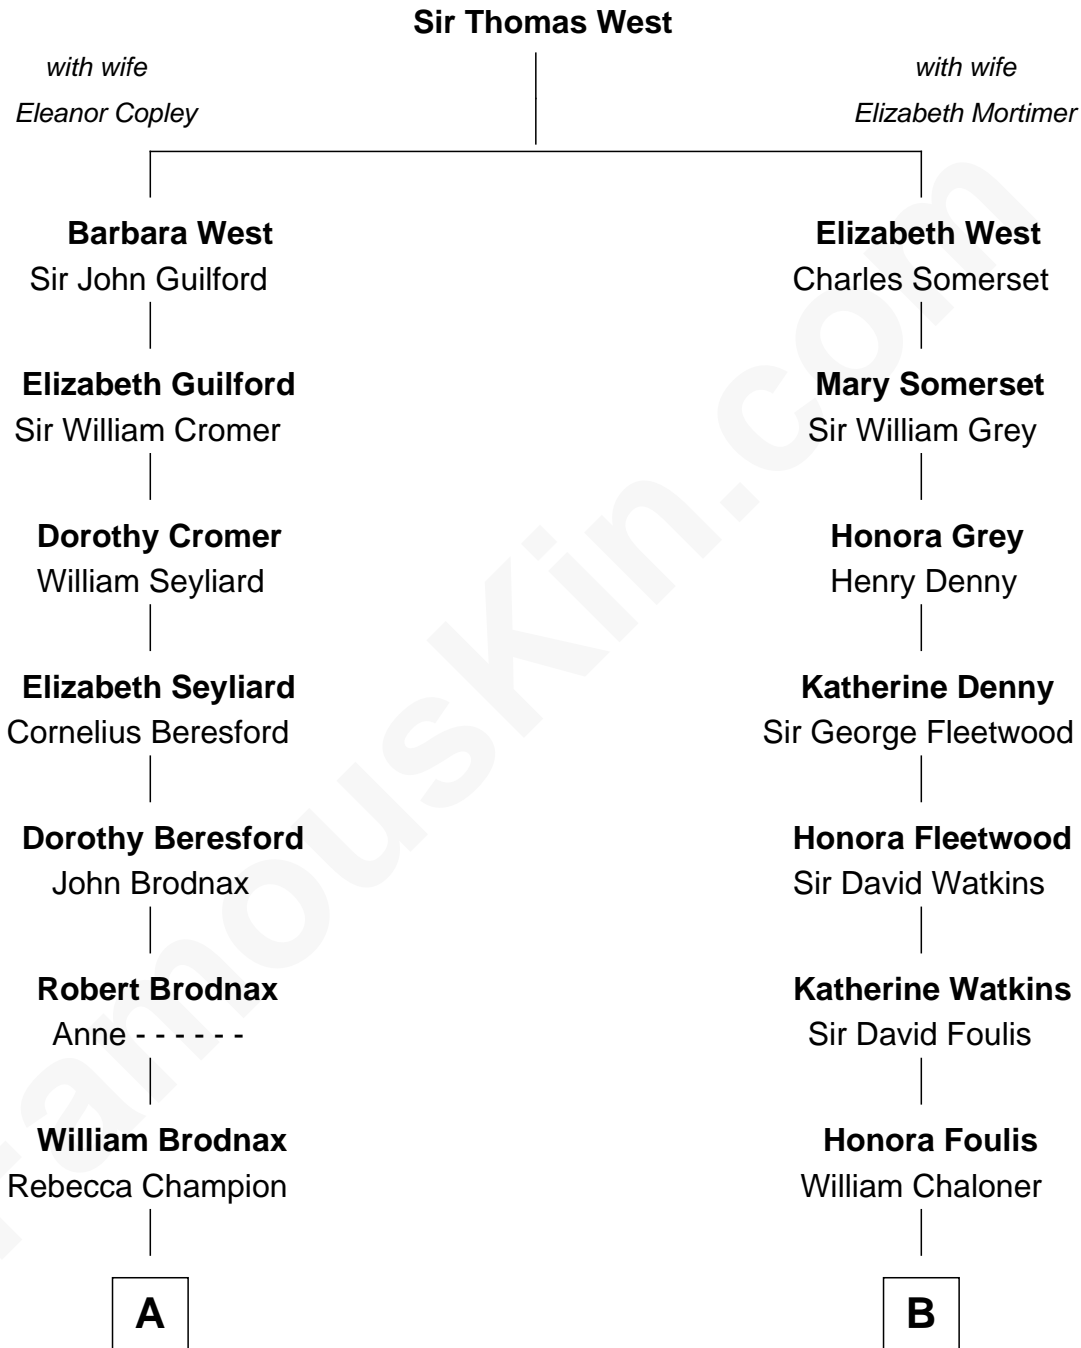 Sir Thomas West
with wife
Eleanor Copley
with wife
Elizabeth Mortimer
Barbara West
Sir John Guilford
Elizabeth West
Charles Somerset
Elizabeth Guilford
Sir William Cromer
Mary Somerset
Sir William Grey
Dorothy Cromer
William Seyliard
Honora Grey
Henry Denny
Elizabeth Seyliard
Cornelius Beresford
Katherine Denny
Sir George Fleetwood
Dorothy Beresford
John Brodnax
Honora Fleetwood
Sir David Watkins
Robert Brodnax
Anne - - - - - -
Katherine Watkins
Sir David Foulis
William Brodnax
Rebecca Champion
Honora Foulis
William Chaloner
A
B
FamousKin.com